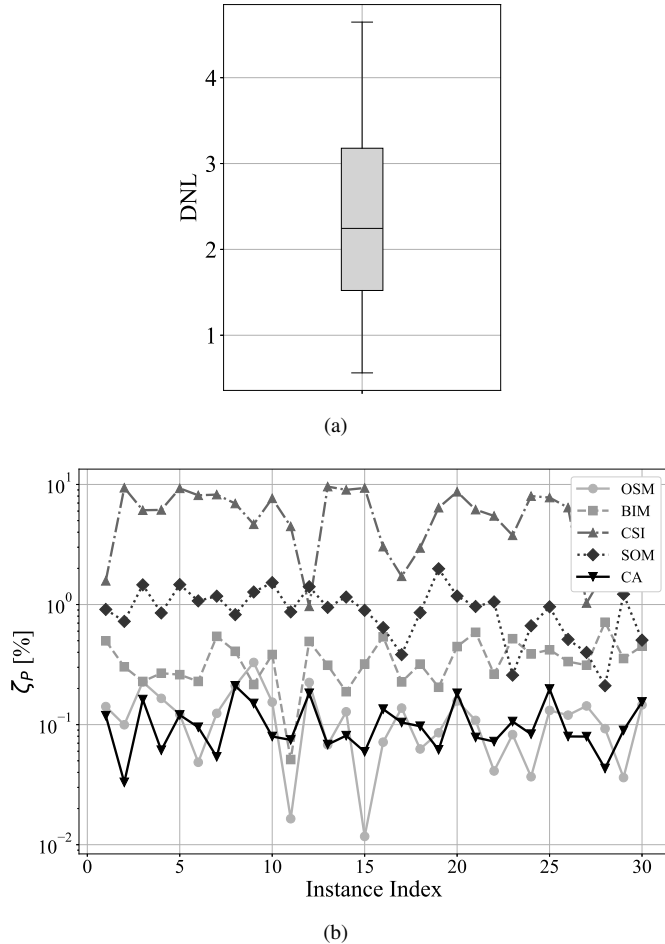 4
3
2
1
DNL
(a)
10¹
10⁰
10⁻¹
10⁻²
ζ_P [%]
OSM
BIM
CSI
SOM
CA
0 5 10 15 20 25 30
Instance Index
(b)